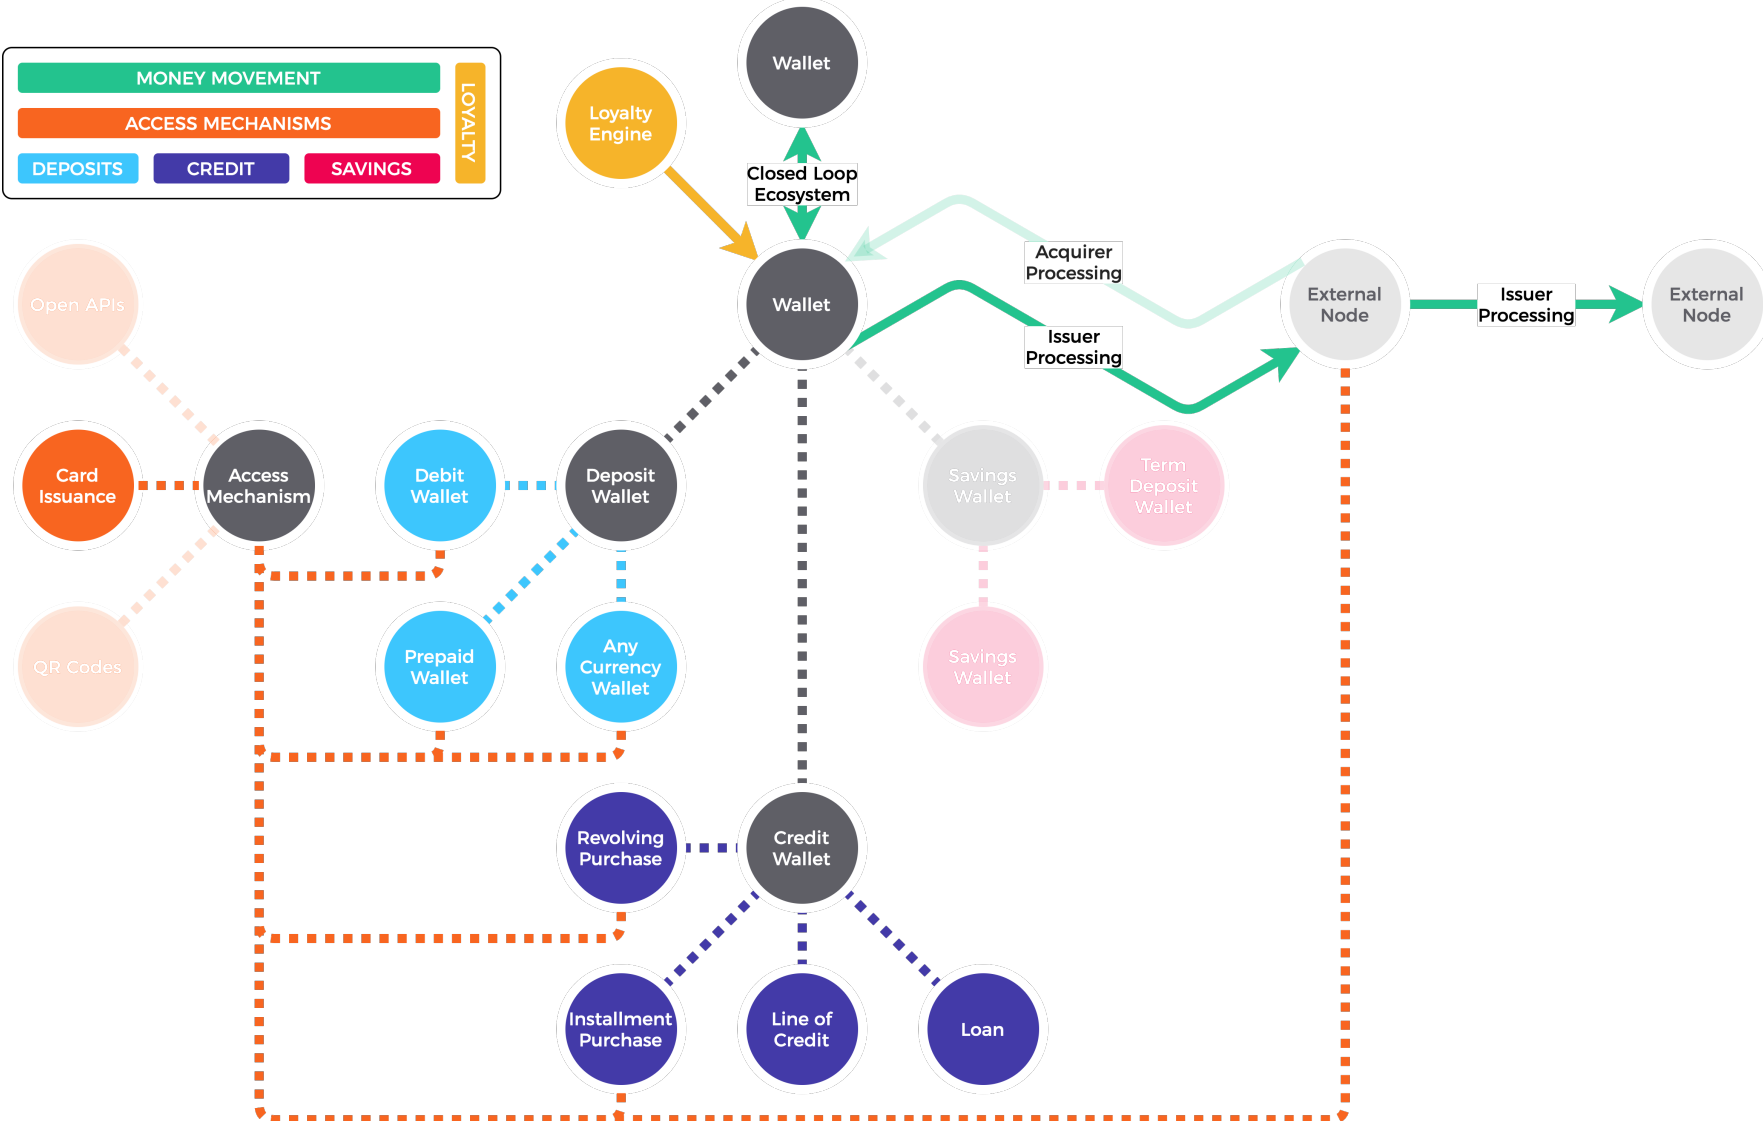 MONEY MOVEMENT
ACCESS MECHANISMS
DEPOSITS
CREDIT
SAVINGS
LOYALTY
Wallet
Loyalty
Engine
Closed Loop
Ecosystem
Wallet
Acquirer
Processing
Issuer
Processing
External
Node
Issuer
Processing
External
Node
Open APIs
Card
Issuance
Access
Mechanism
Debit
Wallet
Deposit
Wallet
Savings
Wallet
Term
Deposit
Wallet
QR Codes
Prepaid
Wallet
Any
Currency
Wallet
Savings
Wallet
Revolving
Purchase
Credit
Wallet
Installment
Purchase
Line of
Credit
Loan